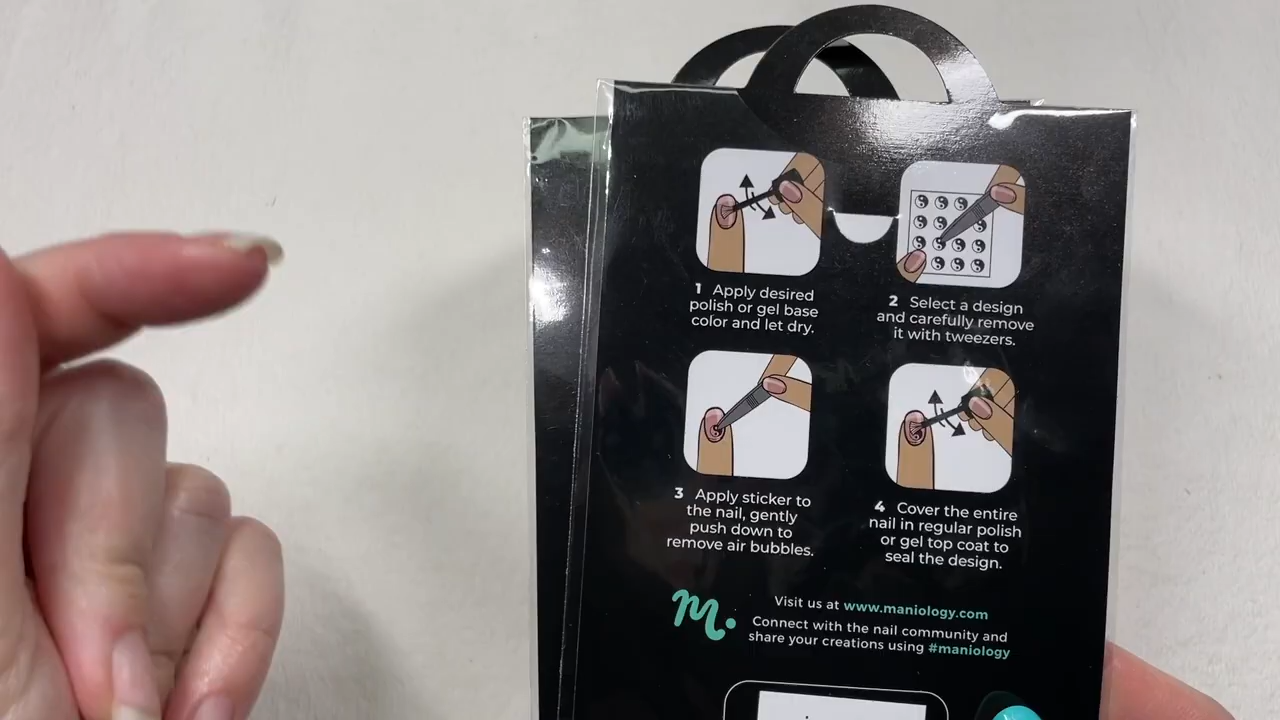 1 Apply desired
polish or gel base
color and let dry.
2 Select a design
and carefully remove
it with tweezers.
3 Apply sticker to
the nail, gently
push down to
remove air bubbles.
4 Cover the entire
nail in regular polish
or gel top coat to
seal the design.
m.
Visit us at www.maniology.com
Connect with the nail community and
share your creations using #maniology